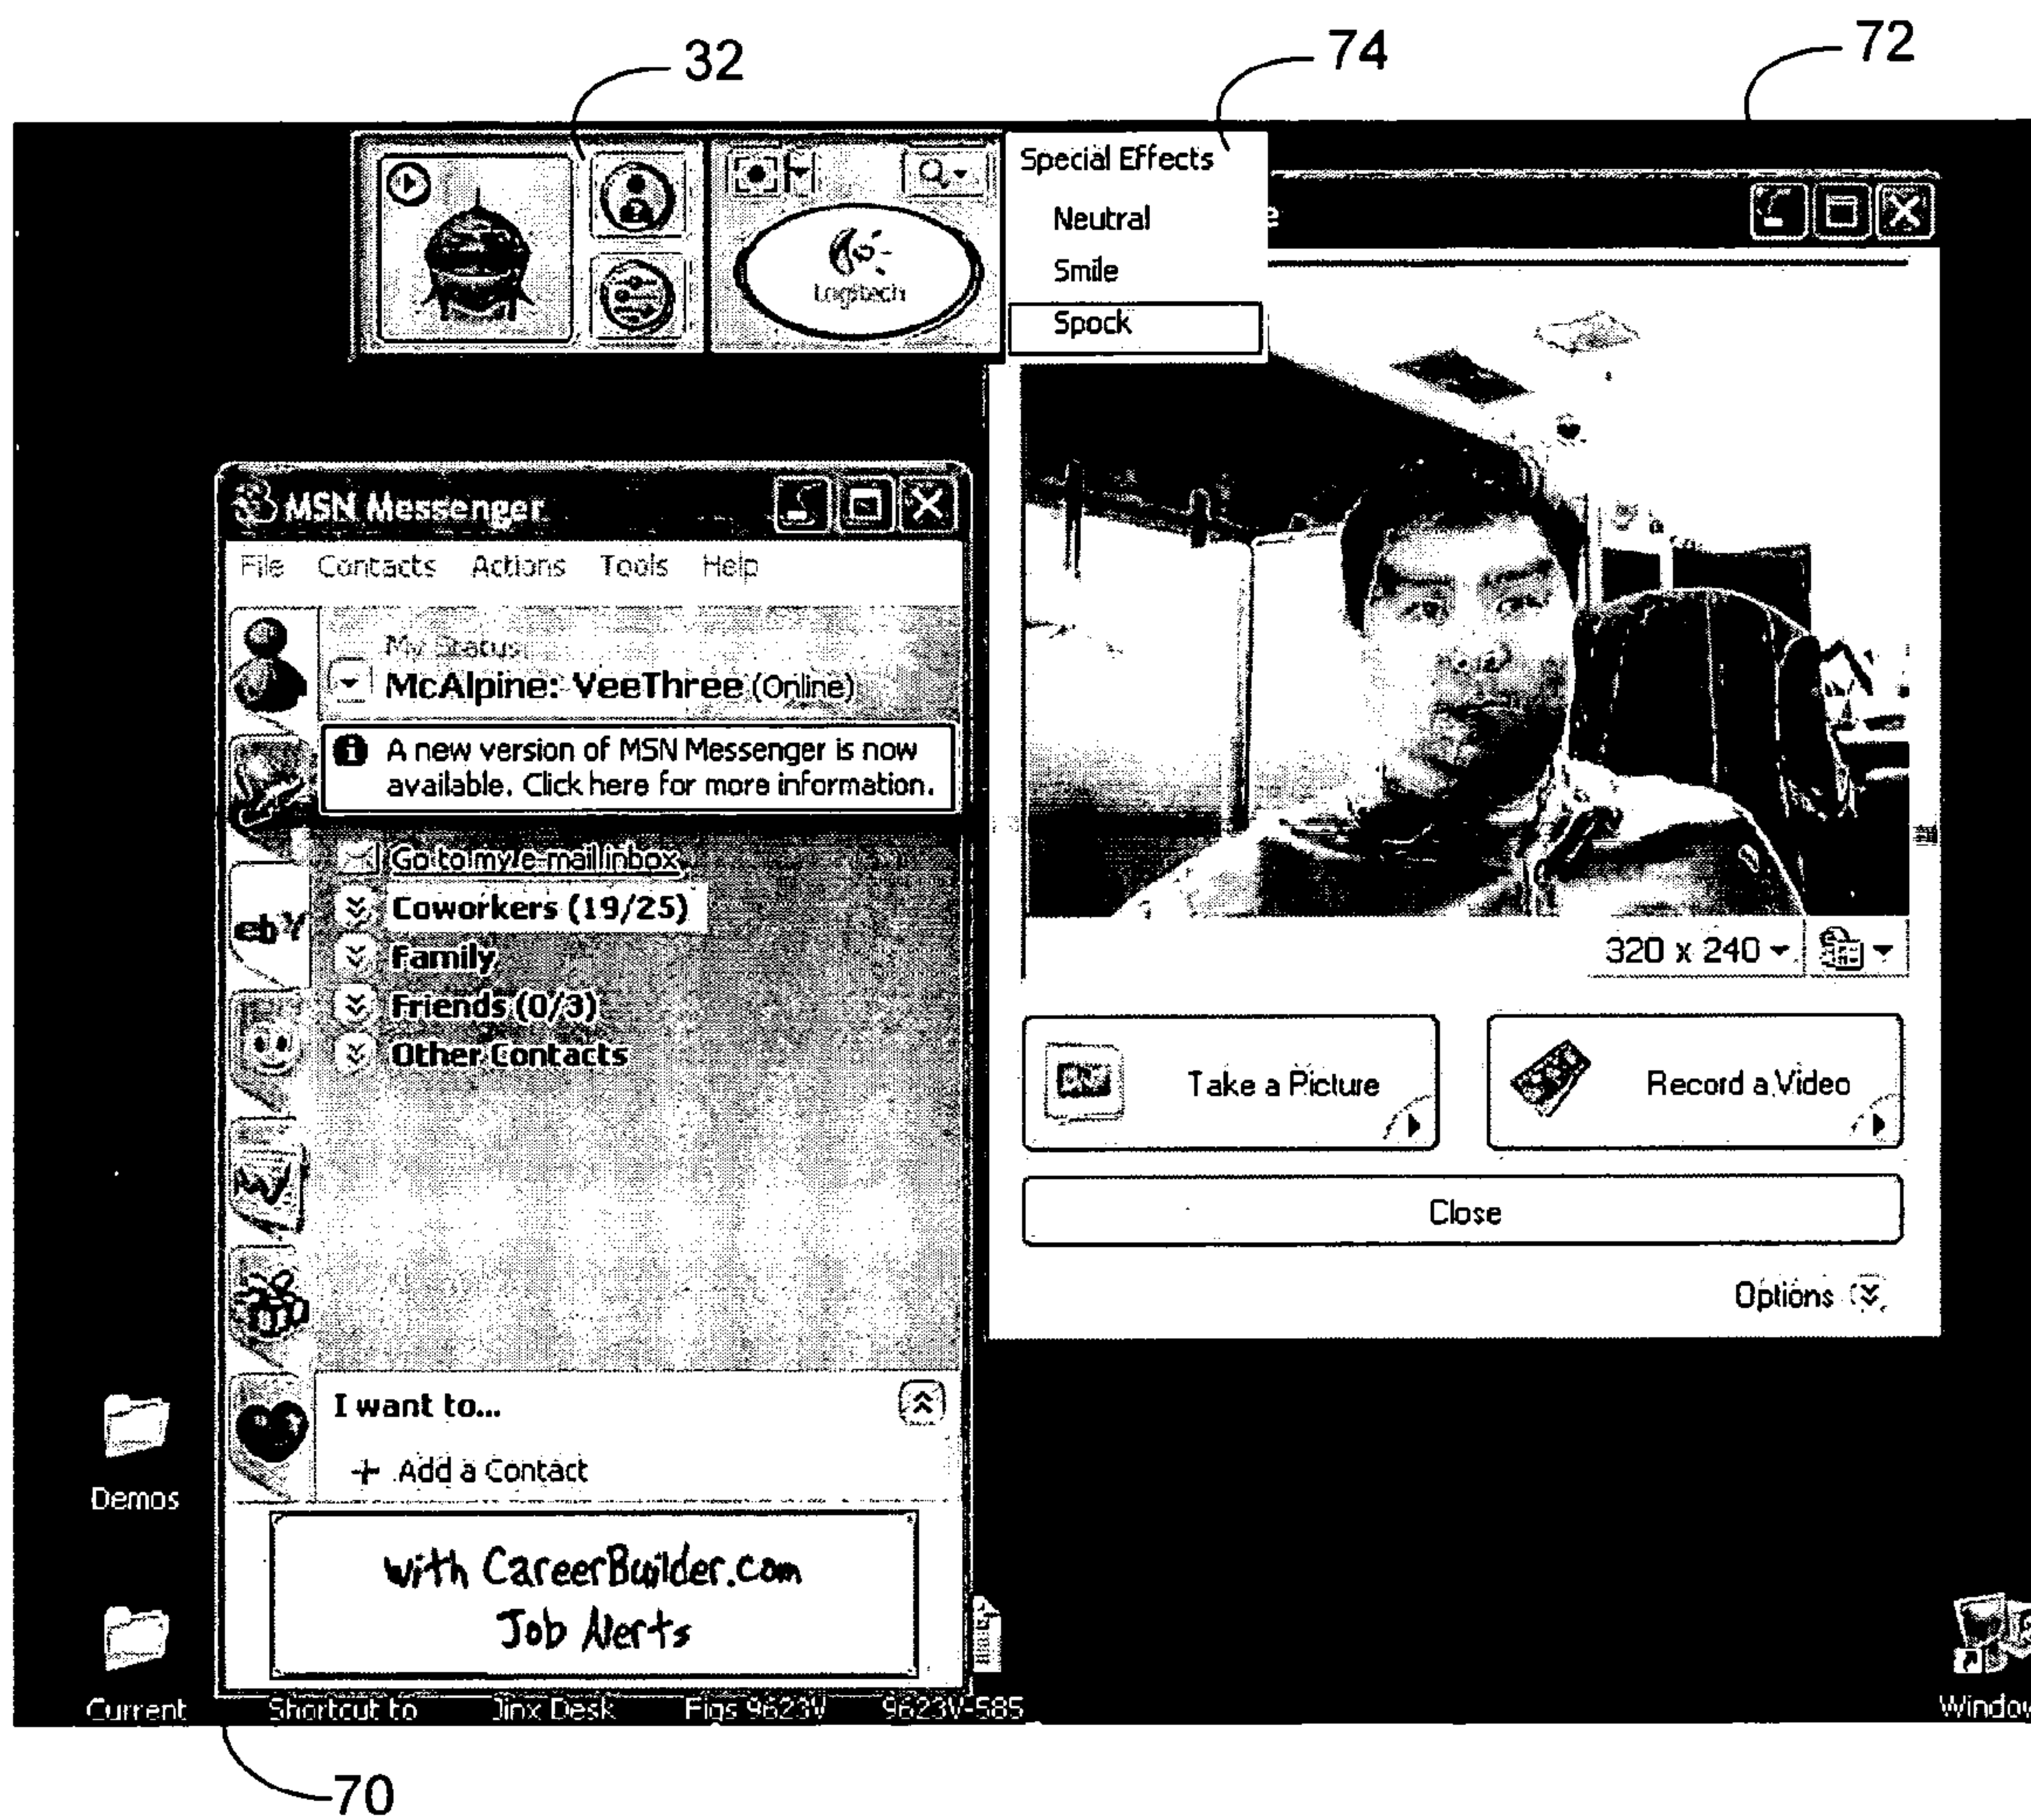 32
74
72
Special Effects
Neutral
Smile
Spock
Logitech
MSN Messenger
File Contacts Actions Tools Help
My Status
McAlpine: VeeThree (Online)
A new version of MSN Messenger is now
available. Click here for more information.
Go to my e-mail inbox
Coworkers (19/25)
Family
Friends (0/3)
Other Contacts
I want to...
+ Add a Contact
with CareerBuilder.com
Job Alerts
320 x 240
Take a Picture
Record a Video
Close
Options
Demos
Current
Shortcut to
Jinx Desk
Figs 9623V
9623V-585
70